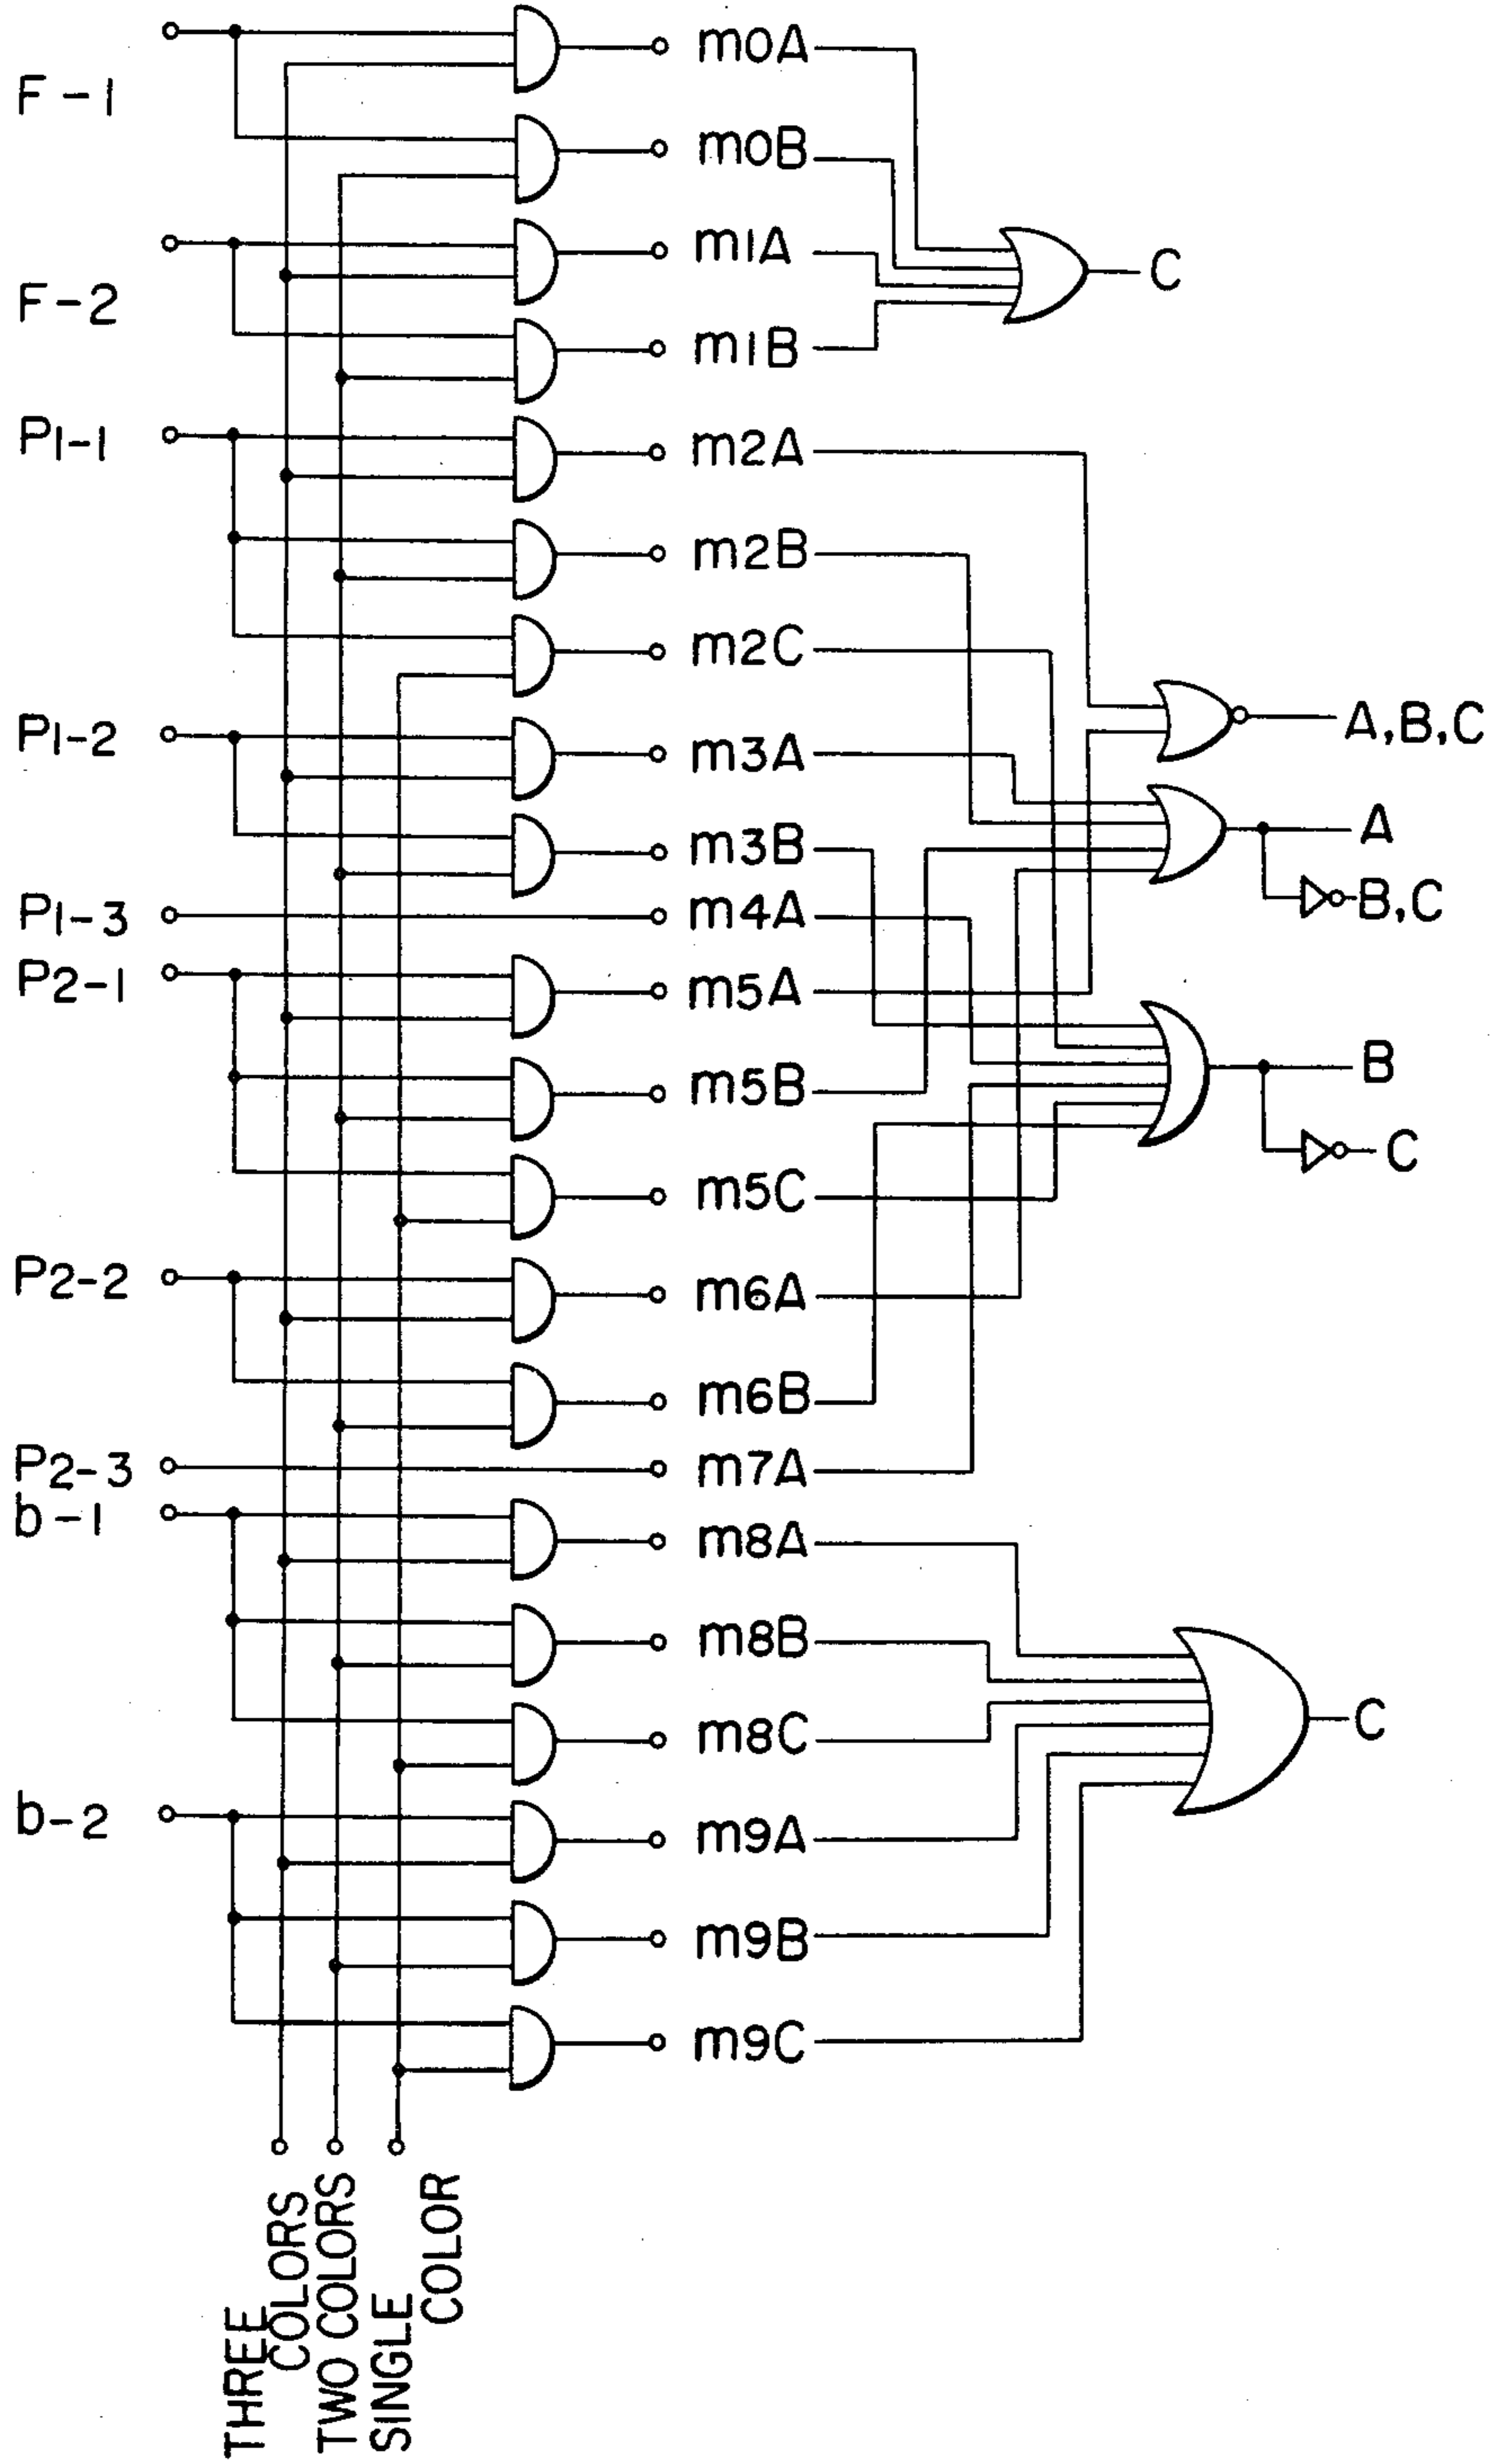 F-1
m0A
m0B
F-2
m1A
C
m1B
P1-1
m2A
m2B
m2C
P1-2
m3A
A,B,C
m3B
A
P1-3
m4A
B,C
P2-1
m5A
m5B
B
m5C
C
P2-2
m6A
m6B
P2-3
m7A
b-1
m8A
m8B
m8C
C
b-2
m9A
m9B
m9C
THREE
COLORS
TWO COLORS
SINGLE
COLOR